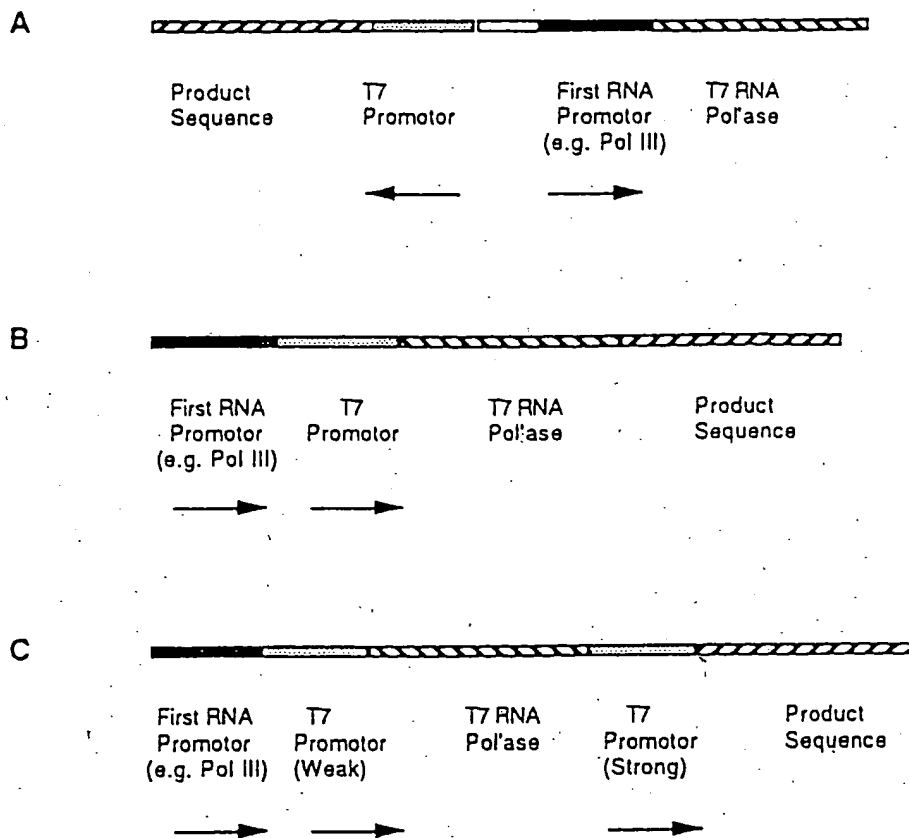 A
Product
Sequence
T7
Promotor
First RNA
Promotor
(e.g. Pol III)
T7 RNA
Pol'ase
B
First RNA
Promotor
(e.g. Pol III)
T7
Promotor
T7 RNA
Pol'ase
Product
Sequence
C
First RNA
Promotor
(e.g. Pol III)
T7
Promotor
(Weak)
T7 RNA
Pol'ase
T7
Promotor
(Strong)
Product
Sequence